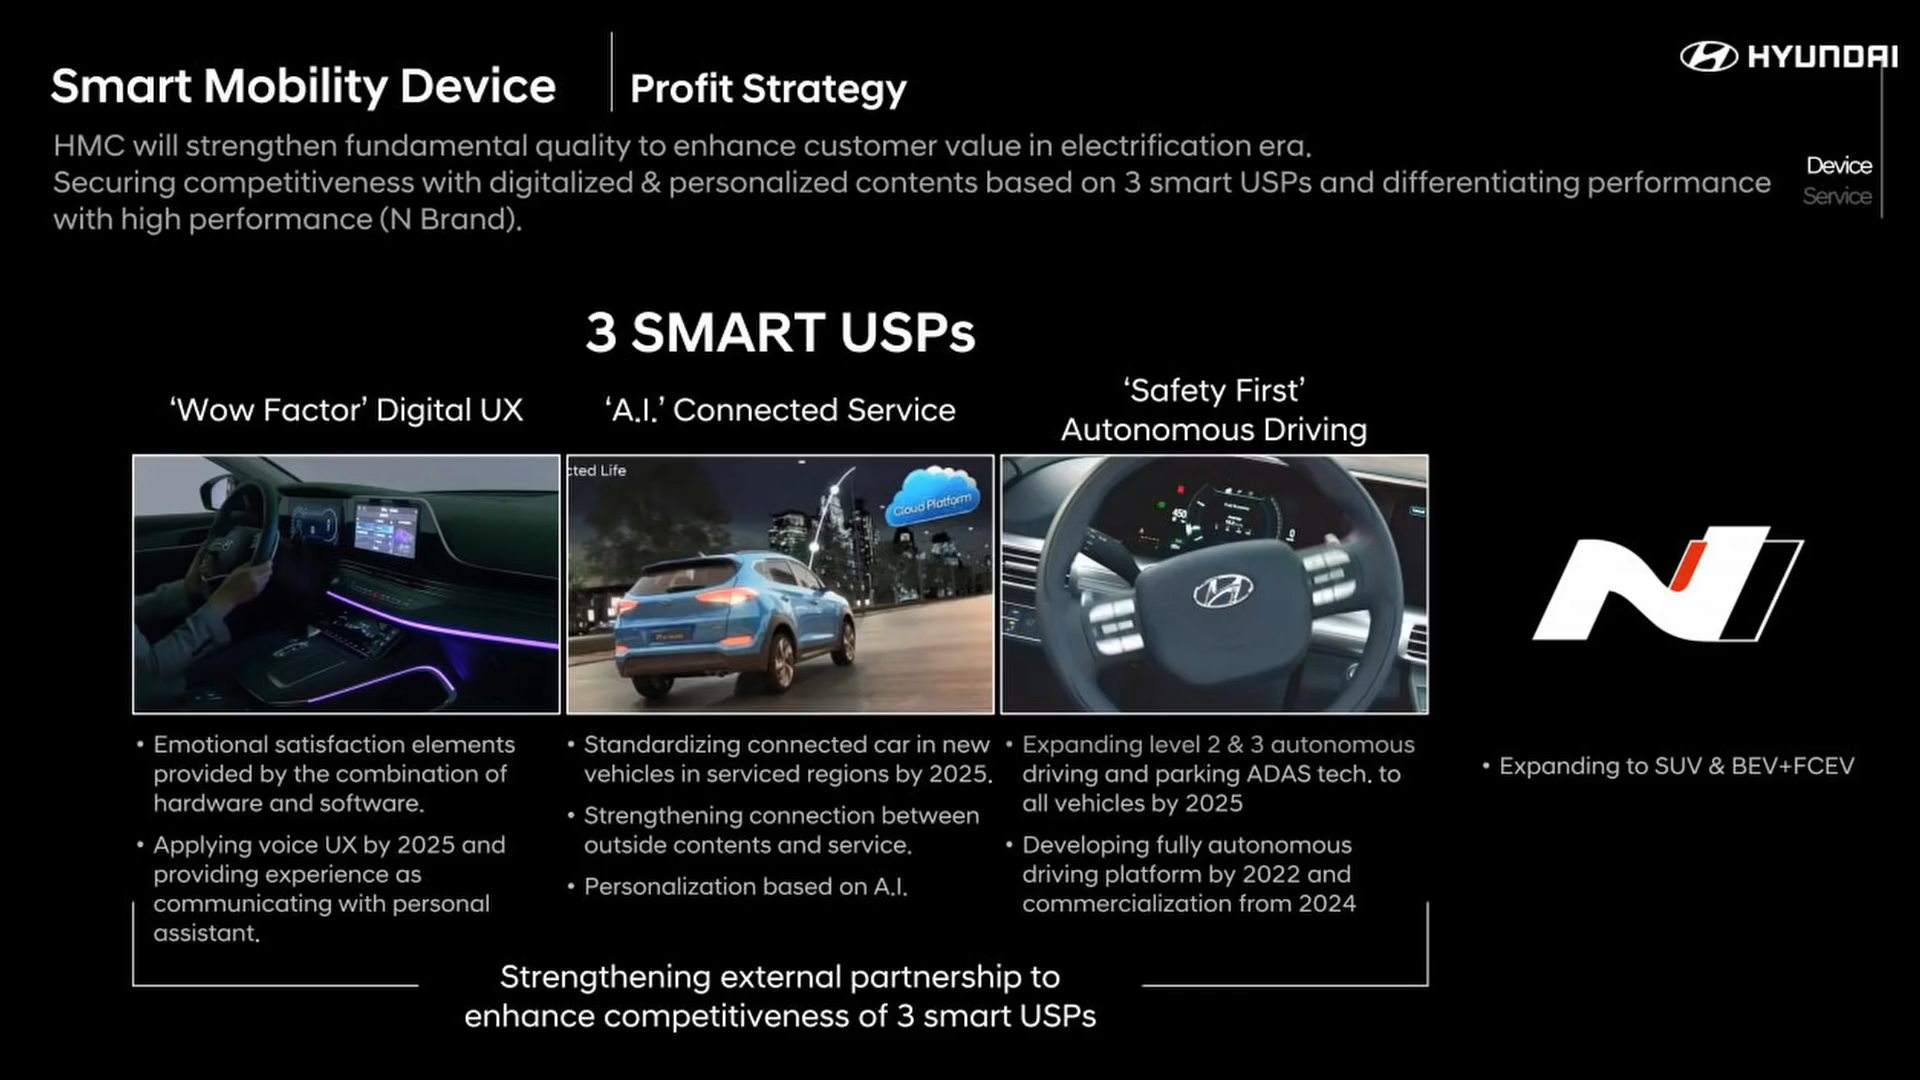 Smart Mobility Device
Profit Strategy
HYUNDAI
HMC will strengthen fundamental quality to enhance customer value in electrification era.
Securing competitiveness with digitalized & personalized contents based on 3 smart USPs and differentiating performance
with high performance (N Brand).
Device
Service
3 SMART USPs
‘Wow Factor’ Digital UX
‘A.I.’ Connected Service
‘Safety First’
Autonomous Driving
cted Life
Cloud Platform
450
N
• Emotional satisfaction elements
provided by the combination of
hardware and software.
• Applying voice UX by 2025 and
providing experience as
communicating with personal
assistant.
• Standardizing connected car in new
vehicles in serviced regions by 2025.
• Strengthening connection between
outside contents and service.
• Personalization based on A.I.
• Expanding level 2 & 3 autonomous
driving and parking ADAS tech. to
all vehicles by 2025
• Developing fully autonomous
driving platform by 2022 and
commercialization from 2024
• Expanding to SUV & BEV+FCEV
Strengthening external partnership to
enhance competitiveness of 3 smart USPs